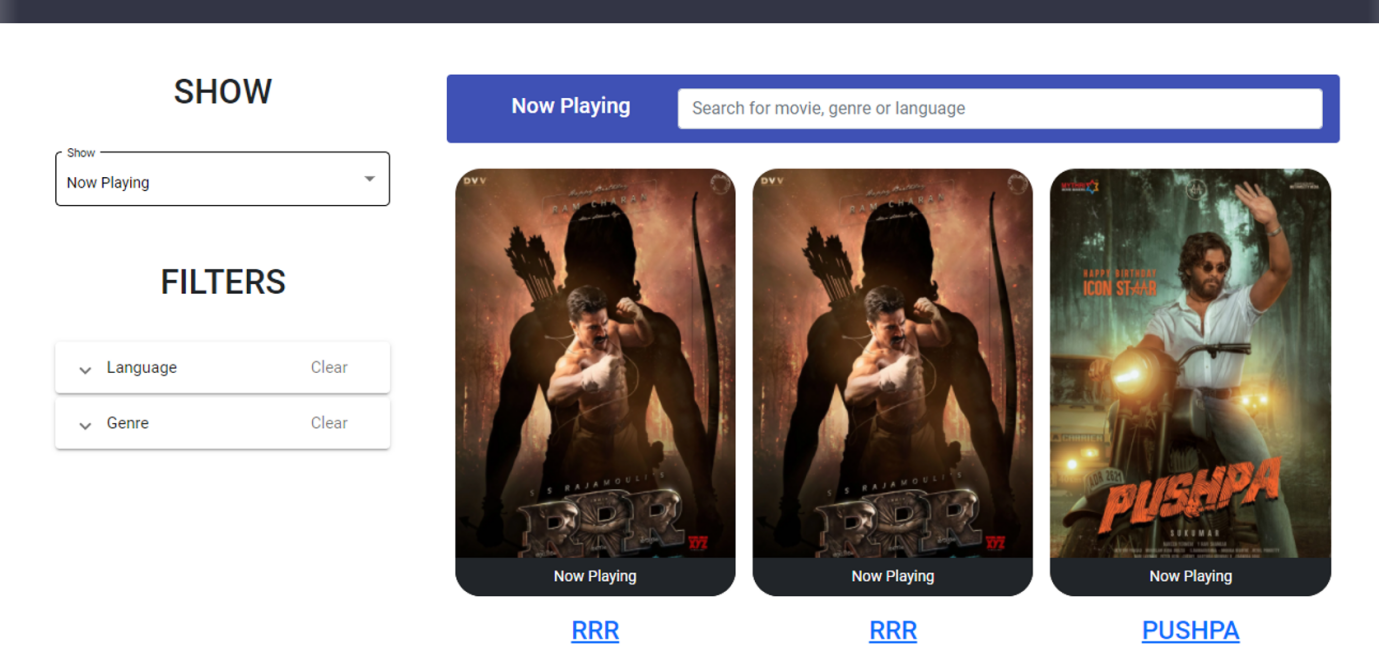 SHOW
Show
Now Playing
FILTERS
Language Clear
Genre Clear
Now Playing
Search for movie, genre or language
DVV
RAM CHARAN
S S RAJAMOULI'S
RRR
Now Playing
RRR
DVV
RAM CHARAN
S S RAJAMOULI'S
RRR
Now Playing
RRR
HAPPY BIRTHDAY
ICON STAAR
PUSHPA
SUKUMAR
Now Playing
PUSHPA